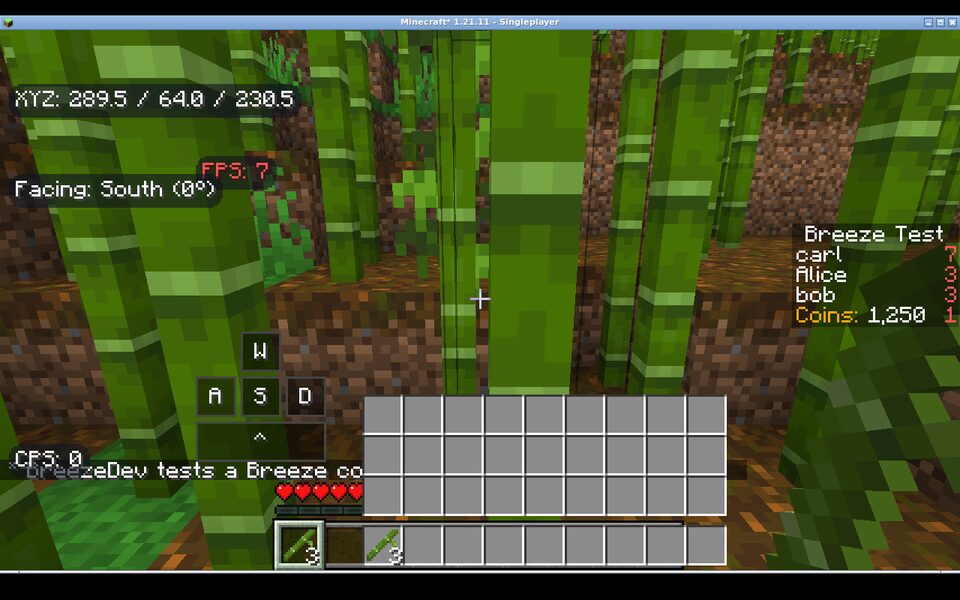 Minecraft* 1.21.11 - Singleplayer
XYZ: 289.5 / 64.0 / 230.5
FPS: 7
Facing: South (0°)
Breeze Test
carl 7
Alice 3
bob 3
Coins: 1,250 1
W
A S D
^
CPS: 0
* BreezeDev tests a Breeze co
3 3